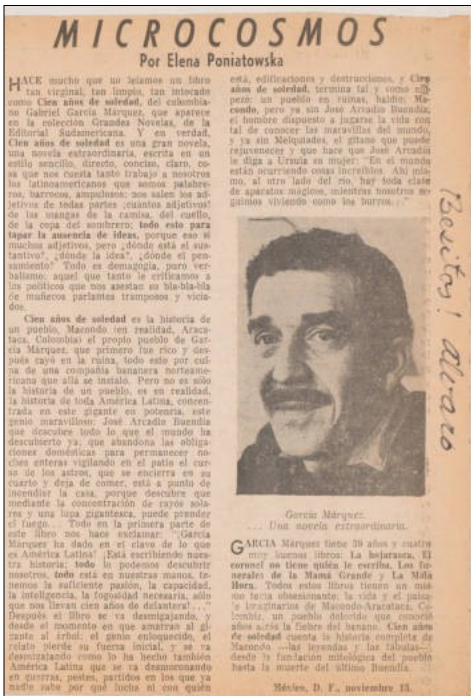 MICROCOSMOS
Por Elena Poniatowska
HACE mucho que no leíamos un libro
tan virginal, tan limpio, tan intocado
como Cien años de soledad, del colombia-
no Gabriel García Márquez, que aparece
en la colección Grandes Novelas, de la
Editorial Sudamericana. Y en verdad,
Cien años de soledad es una gran novela,
una novela extraordinaria, escrita en un
estilo sencillo, directo, conciso, claro, co-
sa que nos cuesta tanto trabajo a nosotros
los latinoamericanos que somos palabre-
ros, barrocos, ampulosos; nos salen los ad-
jetivos de todas partes ¡cuántos adjetivos!
de las mangas de la camisa, del cuello,
de la copa del sombrero; todo esto para
tapar la ausencia de ideas, porque eso sí
muchos adjetivos, pero ¿dónde está el sus-
tantivo?, ¿dónde la idea?, ¿dónde el pen-
samiento? Todo es demagogia, puro ver-
balismo; aquel que tanto le criticamos a
los políticos que nos asestan su bla-bla-bla
de muñecos parlantes tramposos y vicia-
dos.
Cien años de soledad es la historia de
un pueblo, Macondo (en realidad, Araca-
taca, Colombia) el propio pueblo de Gar-
cía Márquez, que primero fue rico y des-
pués cayó en la ruina, todo esto por cul-
pa de una compañía bananera norteame-
ricana que allá se instaló. Pero no es sólo
la historia de un pueblo, es en realidad,
la historia de toda América Latina, concen-
trada en este gigante en potencia, este
genio maravilloso: José Arcadio Buendía
que descubre todo lo que el mundo ha
descubierto ya, que abandona las obliga-
ciones domésticas para permanecer no-
ches enteras vigilando en el patio el cur-
so de los astros, que se encierra en su
cuarto y deja de comer, está a punto de
incendiar la casa, porque descubre que
mediante la concentración de rayos sola-
res y una lupa gigantesca, puede prender
el fuego... Todo en la primera parte de
este libro nos hace exclamar: "¡García
Márquez ha dado en el clavo de lo que
es América Latina! ¡Está escribiendo nues-
tra historia; todo lo podemos descubrir
nosotros, todo está en nuestras manos, te-
nemos la suficiente pasión, la capacidad,
la inteligencia, la fogosidad necesaria, sólo
que nos llevan cien años de delantera!..."
Después el libro se va desmigajando, y
desde el momento en que amarran al gi-
gante al árbol; el genio enloquecido, el
relato pierde su fuerza inicial, y se va
desmigajando como lo ha hecho también
América Latina que se va desmoronando
en guerras, pestes, partidos en los que ya
nadie sabe por qué lucha ni con quién
está, edificaciones y destrucciones, y Cien
años de soledad, termina tal y como em-
pezó: un pueblo en ruinas, baldío; Ma-
condo, pero ya sin José Arcadio Buendía,
el hombre dispuesto a jugarse la vida con
tal de conocer las maravillas del mundo,
y ya sin Melquíades, el gitano que puede
rejuvenecer y que hace que José Arcadio
le diga a Ursula su mujer: "En el mundo
están ocurriendo cosas increíbles. Ahí mis-
mo, al otro lado del río, hay toda clase
de aparatos mágicos, mientras nosotros se-
guimos viviendo como los burros..."
García Márquez.
... Una novela extraordinaria.
GARCIA Márquez tiene 39 años y cuatro
muy buenos libros: La hojarasca, El
coronel no tiene quién le escriba, Los fu-
nerales de la Mamá Grande y La Mala
Hora. Todos estos libros tienen un mis-
mo tema obsesionante: la vida y el paisa-
je imaginarios de Macondo-Aracataca, Co-
lombia, un pueblo dolorido que conoció
años atrás la fiebre del banano. Cien años
de soledad cuenta la historia completa de
Macondo —las leyendas y las fábulas—
desde la fundación mitológica del pueblo
hasta la muerte del último Buendía.
México, D. F., noviembre 13.
Besitos! Alvaro